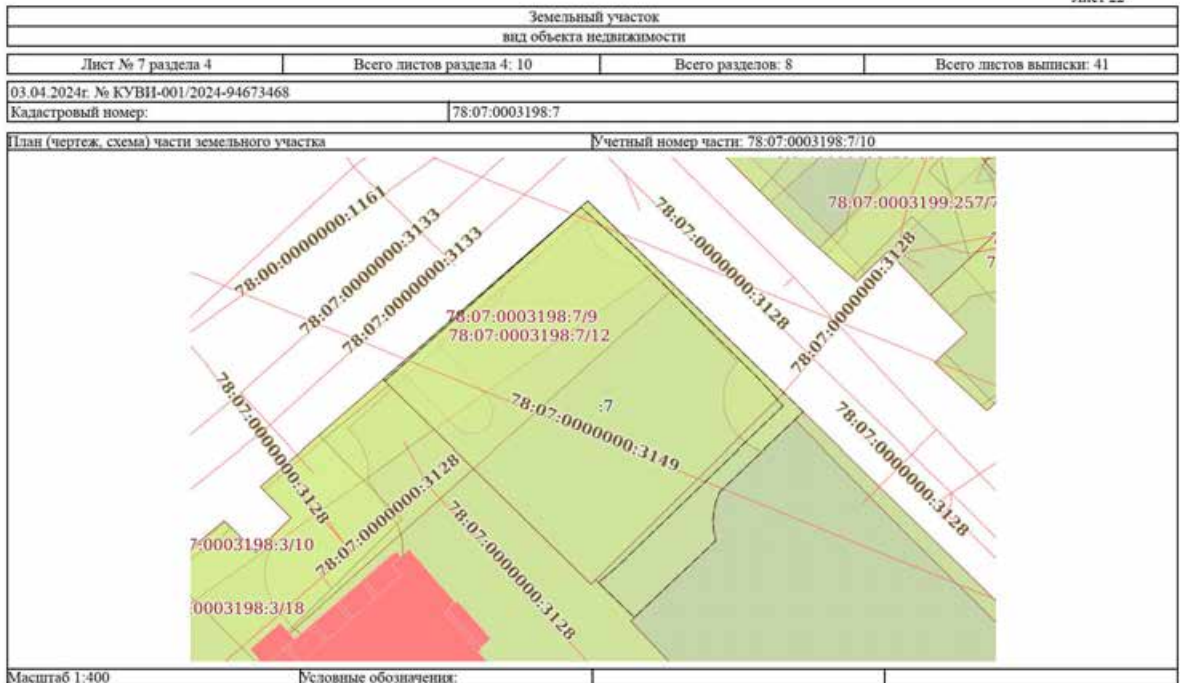 Лист 22
Земельный участок
вид объекта недвижимости
Лист № 7 раздела 4 Всего листов раздела 4: 10 Всего разделов: 8 Всего листов выписки: 41
03.04.2024г. № КУВИ-001/2024-94673468
Кадастровый номер: 78:07:0003198:7
План (чертеж, схема) части земельного участка Учетный номер части: 78:07:0003198:7/10
78:00:0000000:1161
78:07:0000000:3133
78:07:0000000:3133
78:07:0000000:3128
78:07:0003199:257/7
78:07:0000000:3128
78:07:0003198:7/9
78:07:0003198:7/12
:7
78:07:0000000:3149
78:07:0000000:3128
78:07:0000000:3128
78:07:0000000:3128
78:07:0000000:3128
7:0003198:3/10
:0003198:3/18
Масштаб 1:400 Условные обозначения: